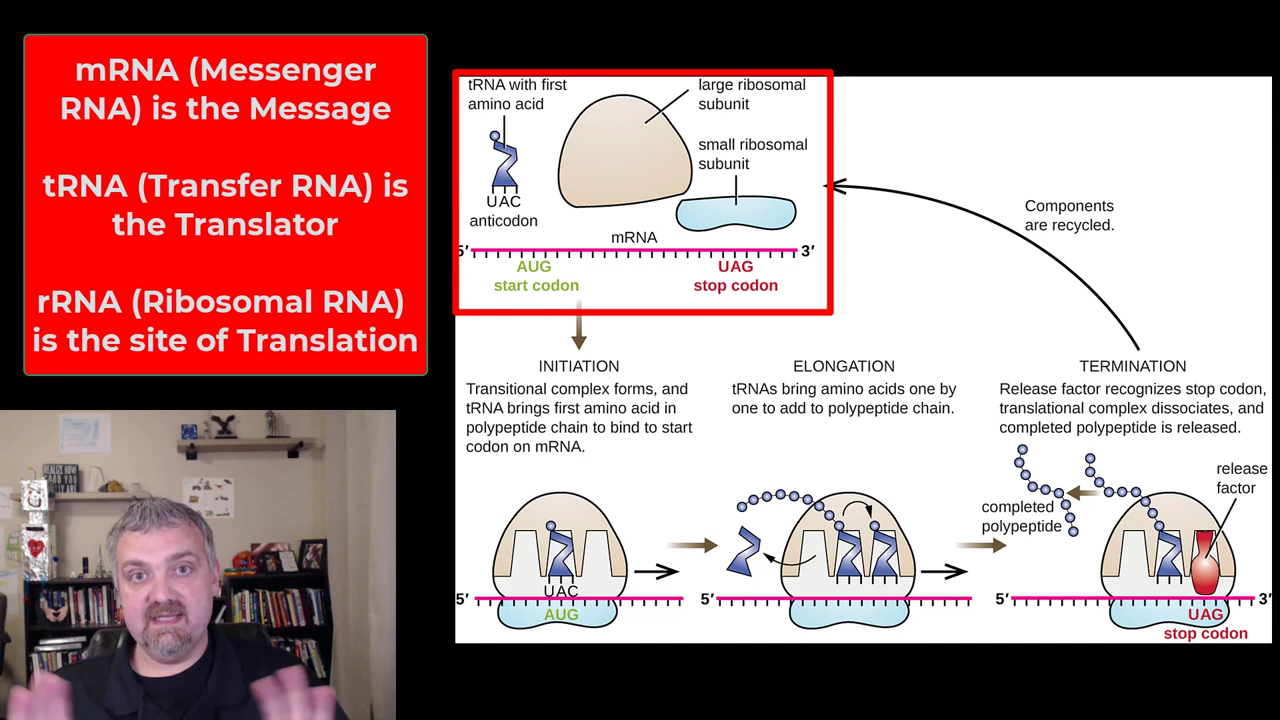 mRNA (Messenger
RNA) is the Message
tRNA (Transfer RNA) is
the Translator
rRNA (Ribosomal RNA)
is the site of Translation
tRNA with first
amino acid
large ribosomal
subunit
small ribosomal
subunit
UAC
anticodon
mRNA
5′
3′
AUG
start codon
UAG
stop codon
Components
are recycled.
INITIATION
Transitional complex forms, and
tRNA brings first amino acid in
polypeptide chain to bind to start
codon on mRNA.
ELONGATION
tRNAs bring amino acids one by
one to add to polypeptide chain.
TERMINATION
Release factor recognizes stop codon,
translational complex dissociates, and
completed polypeptide is released.
release
factor
completed
polypeptide
UAC
5′
AUG
5′
5′
3′
UAG
stop codon
REALIZE HOW